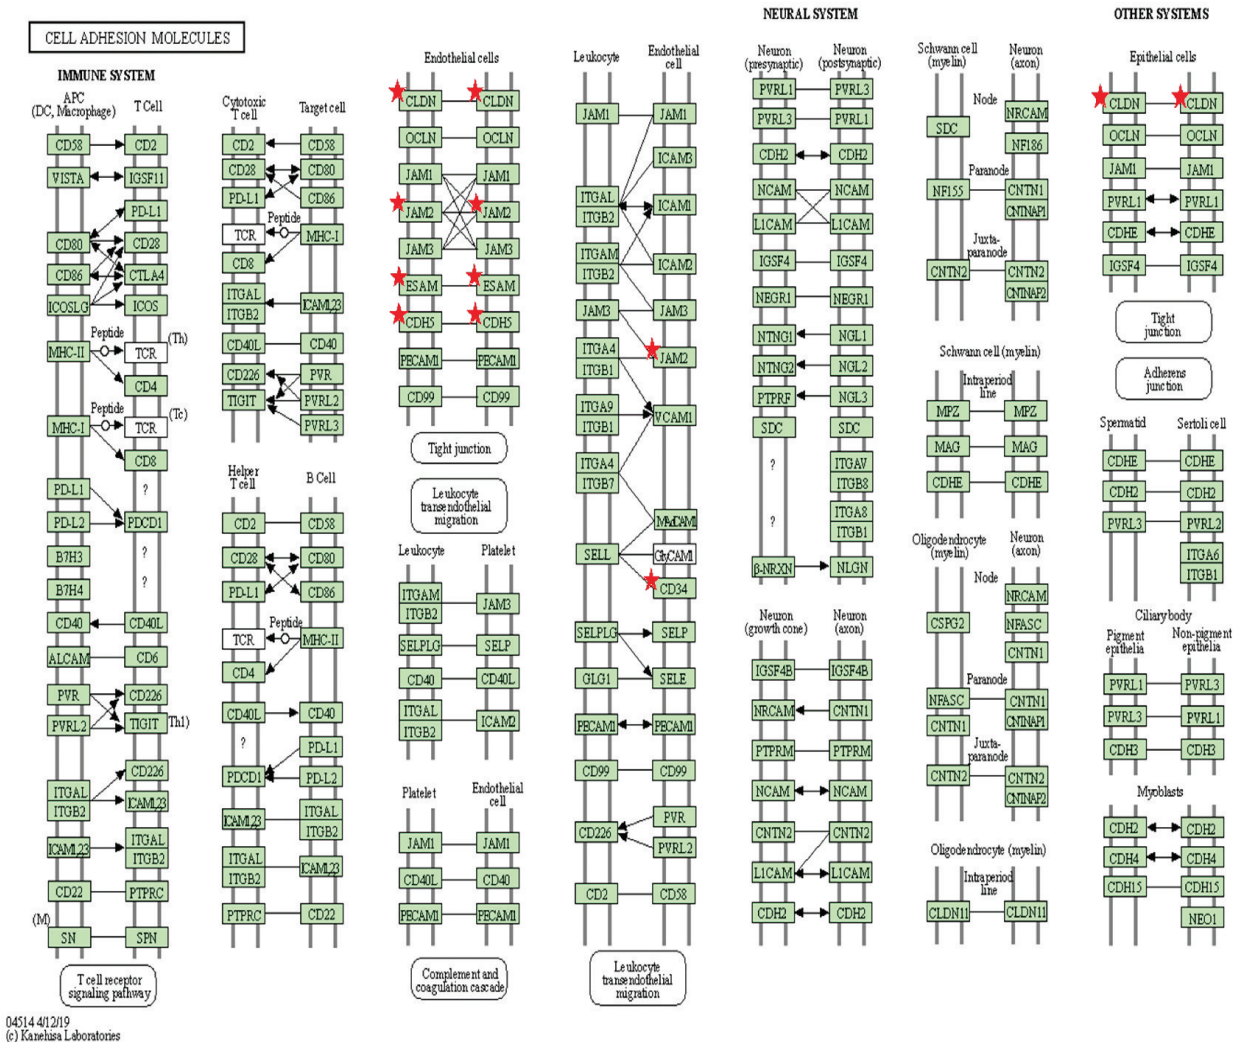 CELL ADHESION MOLECULES
IMMUNE SYSTEM
APC
(DC, Macrophage)
T Cell
CD58
CD2
VISTA
IGSF11
PD-L1
CD80
CD28
CD86
CTLA4
ICOSLG
ICOS
Peptide
(Th)
MHC-II
TCR
CD4
Peptide
(Tc)
MHC-I
TCR
CD8
PD-L1
?
PD-L2
PDCD1
B7H3
?
B7H4
?
CD40
CD40L
ALCAM
CD6
PVR
CD226
PVRL2
TIGIT
Th1)
CD226
ITGAL
ITGB2
ICAM1,23
ICAM1,23
ITGAL
ITGB2
CD22
PTPRC
(M)
SN
SPN
T cell receptor
signaling pathway
Cytotoxic
T cell
Target cell
CD2
CD58
CD28
CD80
PD-L1
CD86
Peptide
TCR
MHC-I
CD8
ITGAL
ITGB2
ICAM1,23
CD40L
CD40
CD226
PVR
TIGIT
PVRL2
PVRL3
Helper
T cell
B Cell
CD2
CD58
CD28
CD80
PD-L1
CD86
Peptide
TCR
MHC-II
CD4
CD40L
CD40
?
PD-L1
PDCD1
PD-L2
ICAM1,23
ITGAL
ITGB2
ITGAL
ITGB2
ICAM1,23
PTPRC
CD22
Endothelial cells
CLDN
CLDN
OCLN
OCLN
JAM1
JAM1
JAM2
JAM2
JAM3
JAM3
ESAM
ESAM
CDH5
CDH5
PECAM1
PECAM1
CD99
CD99
Tight junction
Leukocyte
transendothelial
migration
Leukocyte
Platelet
ITGAM
ITGB2
JAM3
SELPLG
SELP
CD40
CD40L
ITGAL
ITGB2
ICAM2
Platelet
Endothelial
cell
JAM1
JAM1
CD40L
CD40
PECAM1
PECAM1
Complement and
coagulation cascade
Leukocyte
Endothelial
cell
JAM1
JAM1
ICAM3
ITGAL
ITGB2
ICAM1
ITGAM
ITGB2
ICAM2
JAM3
JAM3
ITGA4
ITGB1
JAM2
ITGA9
ITGB1
VCAM1
ITGA4
ITGB7
MAdCAM1
SELL
GlyCAM1
CD34
SELPLG
SELP
GLG1
SELE
PECAM1
PECAM1
CD99
CD99
CD226
PVR
PVRL2
CD2
CD58
Leukocyte
transendothelial
migration
NEURAL SYSTEM
Neuron
(presynaptic)
Neuron
(postsynaptic)
PVRL1
PVRL3
PVRL3
PVRL1
CDH2
CDH2
NCAM
NCAM
L1CAM
L1CAM
IGSF4
IGSF4
NEGR1
NEGR1
NTNG1
NGL1
NTNG2
NGL2
PTPRF
NGL3
SDC
SDC
?
ITGAV
ITGB8
?
ITGA8
ITGB1
β-NRXN
NLGN
Neuron
(growth cone)
Neuron
(axon)
IGSF4B
IGSF4B
NRCAM
CNTN1
PTPRM
PTPRM
NCAM
NCAM
CNTN2
CNTN2
L1CAM
L1CAM
CDH2
CDH2
Schwann cell
(myelin)
Neuron
(axon)
Node
NRCAM
SDC
NF186
Paranode
NF155
CNTN1
CNTNAP1
Juxta-
paranode
CNTN2
CNTN2
CNTNAP2
Schwann cell (myelin)
Intraperiod
line
MPZ
MPZ
MAG
MAG
CDHE
CDHE
Oligodendrocyte
(myelin)
Neuron
(axon)
Node
NRCAM
CSPG2
NFASC
CNTN1
Paranode
NFASC
CNTN1
CNTN1
CNTNAP1
Juxta-
paranode
CNTN2
CNTN2
CNTNAP2
Oligodendrocyte (myelin)
Intraperiod
line
CLDN11
CLDN11
OTHER SYSTEMS
Epithelial cells
CLDN
CLDN
OCLN
OCLN
JAM1
JAM1
PVRL1
PVRL1
CDHE
CDHE
IGSF4
IGSF4
Tight
junction
Adherens
junction
Spermatid
Sertoli cell
CDHE
CDHE
CDH2
CDH2
PVRL3
PVRL2
ITGA6
ITGB1
Ciliary body
Pigment
epithelia
Non-pigment
epithelia
PVRL1
PVRL3
PVRL3
PVRL1
CDH3
CDH3
Myoblasts
CDH2
CDH2
CDH4
CDH4
CDH15
CDH15
NEO1
04514 4/12/19
(c) Kanehisa Laboratories